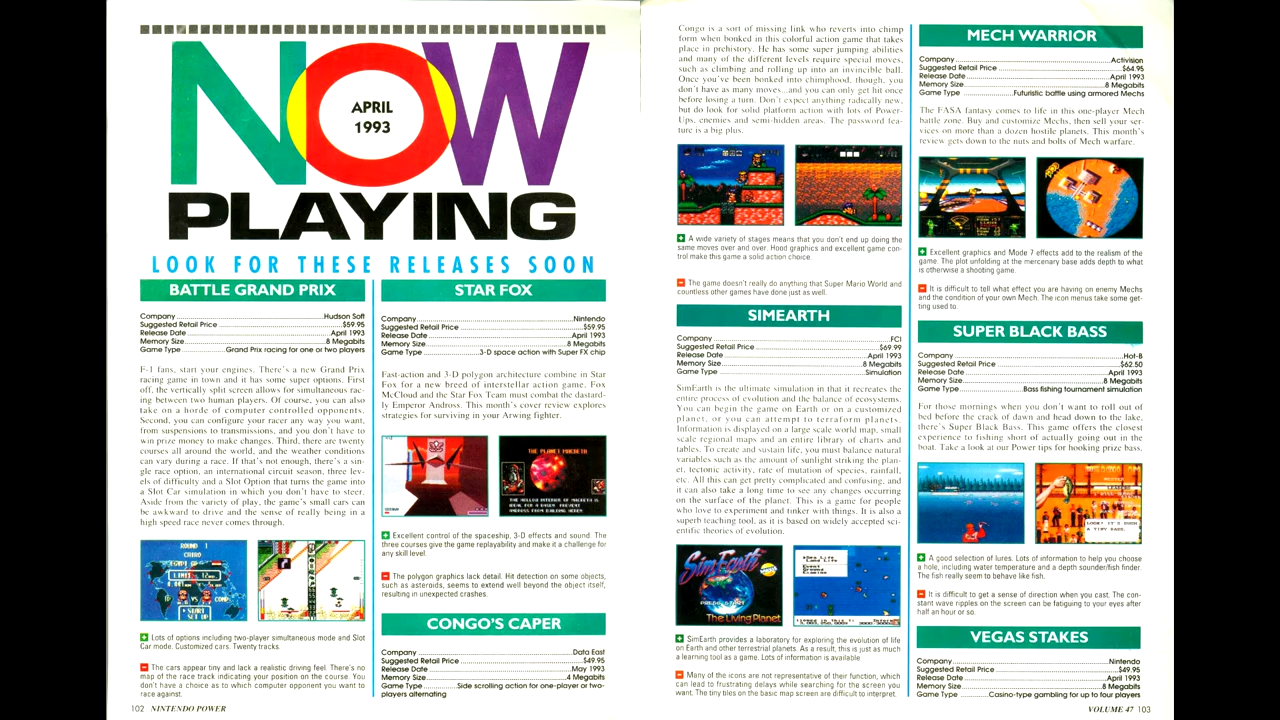 NOW
APRIL
1993
PLAYING
LOOK FOR THESE RELEASES SOON
BATTLE GRAND PRIX
Company Hudson Soft
Suggested Retail Price $59.95
Release Date April 1993
Memory Size 8 Megabits
Game Type Grand Prix racing for one or two players
F-1 fans, start your engines. There's a new Grand Prix
racing game in town and it has some super options. First
off, the vertically split screen allows for simultaneous rac-
ing between two human players. Of course, you can also
take on a horde of computer controlled opponents.
Second, you can configure your racer any way you want,
from suspensions to transmissions, and you don't have to
win prize money to make changes. Third, there are twenty
courses all around the world, and the weather conditions
can vary during a race. If that's not enough, there's a sin-
gle race option, an international circuit season, three lev-
els of difficulty and a Slot Option that turns the game into
a Slot Car simulation in which you don't have to steer.
Aside from the variety of play, the game's small cars can
be awkward to drive and the sense of really being in a
high speed race never comes through.
ROUND 1
CAIRO
START
SET UP
Lots of options including two-player simultaneous mode and Slot
Car mode. Customized cars. Twenty tracks.
The cars appear tiny and lack a realistic driving feel. There's no
map of the race track indicating your position on the course. You
don't have a choice as to which computer opponent you want to
race against.
102 NINTENDO POWER
STAR FOX
Company Nintendo
Suggested Retail Price $59.95
Release Date April 1993
Memory Size 8 Megabits
Game Type 3-D space action with Super FX chip
Fast-action and 3-D polygon architecture combine in Star
Fox for a new breed of interstellar action game. Fox
McCloud and the Star Fox Team must combat the dastard-
ly Emperor Andross. This month's cover review explores
strategies for surviving in your Arwing fighter.
THE PLANET MACBETH
THE HOLLOW INTERIOR OF MACBETH IS
IDEAL FOR A BASE. PREVENT
ANDROSS FROM BUILDING HERE!
Excellent control of the spaceship, 3-D effects and sound. The
three courses give the game replayability and make it a challenge for
any skill level.
The polygon graphics lack detail. Hit detection on some objects,
such as asteroids, seems to extend well beyond the object itself,
resulting in unexpected crashes.
CONGO'S CAPER
Company Data East
Suggested Retail Price $49.95
Release Date May 1993
Memory Size 4 Megabits
Game Type Side scrolling action for one-player or two-
players alternating
Congo is a sort of missing link who reverts into chimp
form when bonked in this colorful action game that takes
place in prehistory. He has some super jumping abilities
and many of the different levels require special moves,
such as climbing and rolling up into an invincible ball.
Once you've been bonked into chimphood, though, you
don't have as many moves...and you can only get hit once
before losing a turn. Don't expect anything radically new,
but do look for solid platform action with lots of Power-
Ups, enemies and semi-hidden areas. The password fea-
ture is a big plus.
A wide variety of stages means that you don't end up doing the
same moves over and over. Hood graphics and excellent game con-
trol make this game a solid action choice.
The game doesn't really do anything that Super Mario World and
countless other games have done just as well.
SIMEARTH
Company FCI
Suggested Retail Price $69.99
Release Date April 1993
Memory Size 8 Megabits
Game Type Simulation
SimEarth is the ultimate simulation in that it recreates the
entire process of evolution and the balance of ecosystems.
You can begin the game on Earth or on a customized
planet, or you can attempt to terraform planets.
Information is displayed on a large scale world map, small
scale regional maps and an entire library of charts and
tables. To create and sustain life, you must balance natural
variables such as the amount of sunlight striking the plan-
et, tectonic activity, rate of mutation of species, rainfall,
etc. All this can get pretty complicated and confusing, and
it can also take a long time to see any changes occurring
on the surface of the planet. This is a game for people
who love to experiment and tinker with things. It is also a
superb teaching tool, as it is based on widely accepted sci-
entific theories of evolution.
SimEarth
The Living Planet
SimEarth provides a laboratory for exploring the evolution of life
on Earth and other terrestrial planets. As a result, this is just as much
a learning tool as a game. Lots of information is available
Many of the icons are not representative of their function, which
can lead to frustrating delays while searching for the screen you
want. The tiny tiles on the basic map screen are difficult to interpret.
MECH WARRIOR
Company Activision
Suggested Retail Price $64.95
Release Date April 1993
Memory Size 8 Megabits
Game Type Futuristic battle using armored Mechs
The FASA fantasy comes to life in this one-player Mech
battle zone. Buy and customize Mechs, then sell your ser-
vices on more than a dozen hostile planets. This month's
review gets down to the nuts and bolts of Mech warfare.
Excellent graphics and Mode 7 effects add to the realism of the
game. The plot unfolding at the mercenary base adds depth to what
is otherwise a shooting game.
It is difficult to tell what effect you are having on enemy Mechs
and the condition of your own Mech. The icon menus take some get-
ting used to.
SUPER BLACK BASS
Company Hot-B
Suggested Retail Price $62.50
Release Date April 1993
Memory Size 8 Megabits
Game Type Bass fishing tournament simulation
For those mornings when you don't want to roll out of
bed before the crack of dawn and head down to the lake,
there's Super Black Bass. This game offers the closest
experience to fishing short of actually going out in the
boat. Take a look at our Power tips for hooking prize bass.
LOOK! IT'S SUCH
A TINY BASS.
A good selection of lures. Lots of information to help you choose
a hole, including water temperature and a depth sounder/fish finder.
The fish really seem to behave like fish.
It is difficult to get a sense of direction when you cast. The con-
stant wave ripples on the screen can be fatiguing to your eyes after
half an hour or so.
VEGAS STAKES
Company Nintendo
Suggested Retail Price $49.95
Release Date April 1993
Memory Size 8 Megabits
Game Type Casino-type gambling for up to four players
VOLUME 47 103